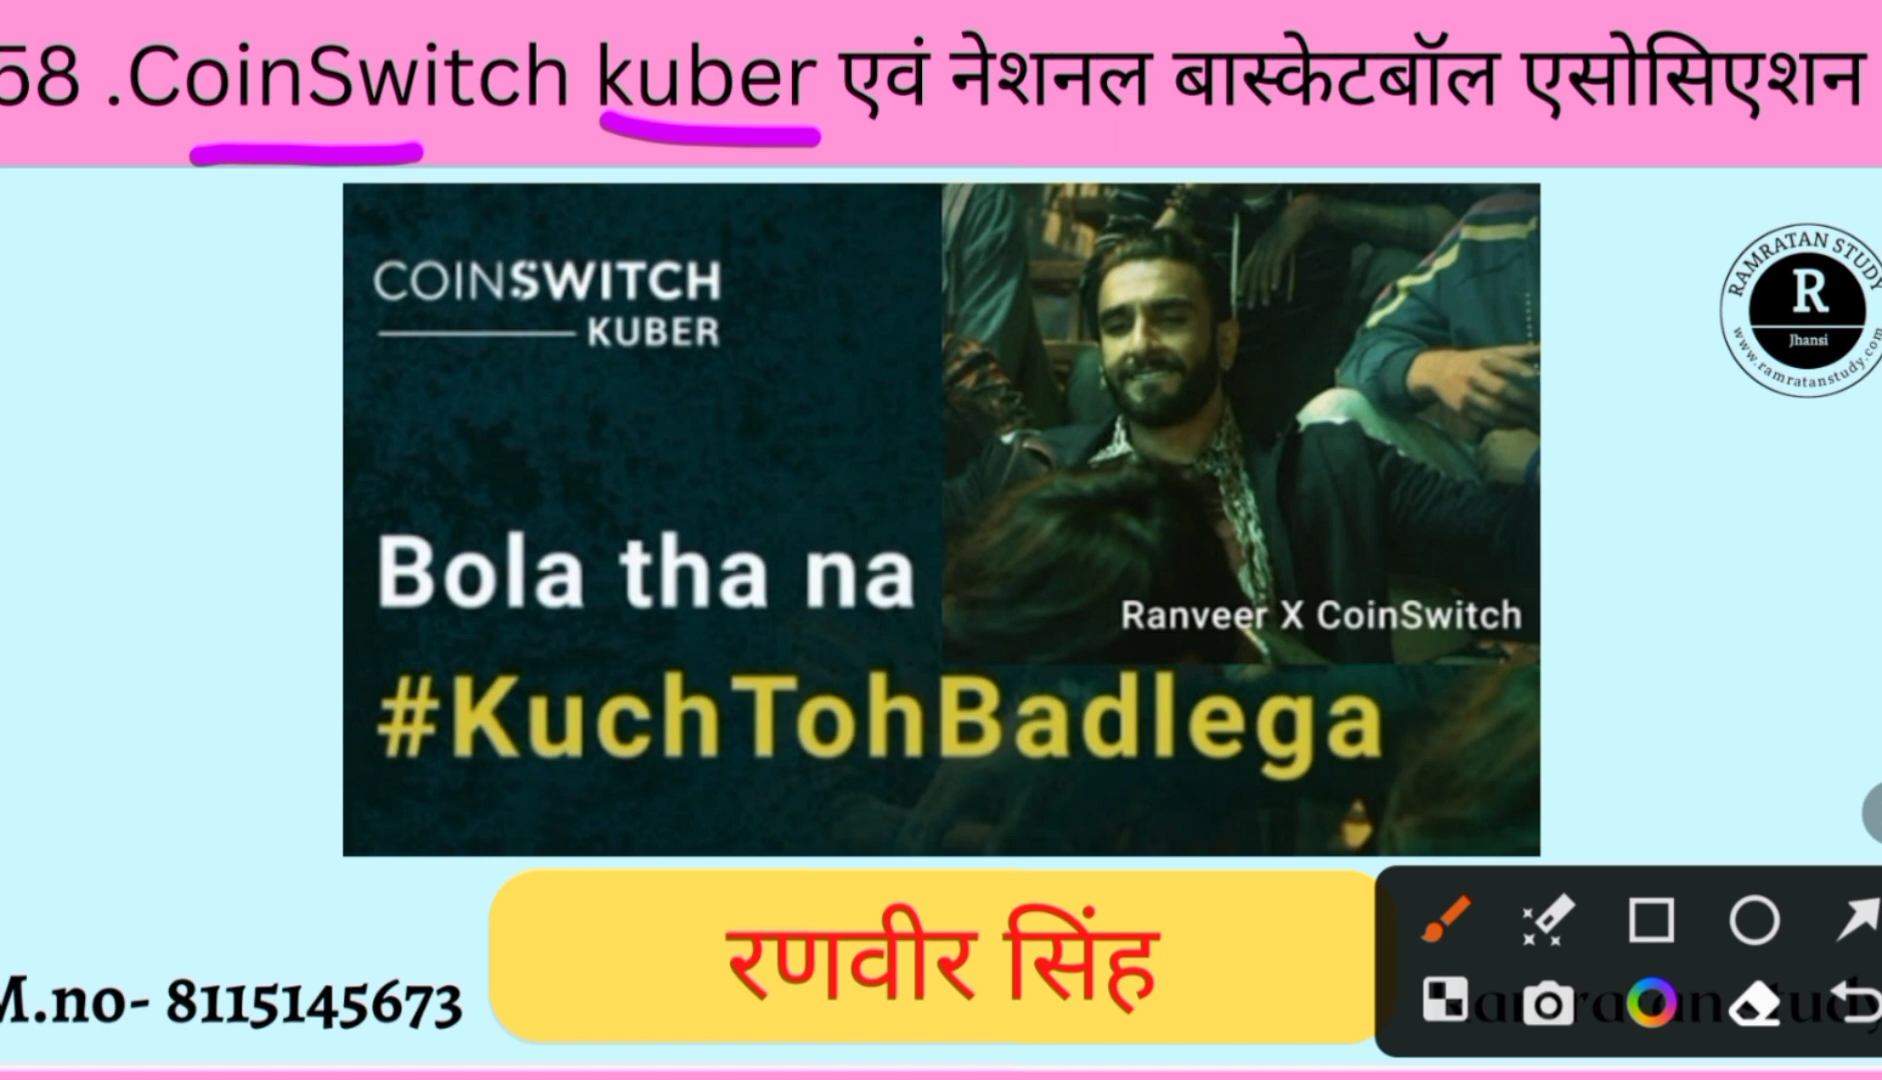 58 .CoinSwitch kuber एवं नेशनल बास्केटबॉल एसोसिएशन
COINSWITCH
KUBER
RAMRATAN STUDY
R
Jhansi
www.ramratanstudy.com
Bola tha na
Ranveer X CoinSwitch
#KuchTohBadlega
रणवीर सिंह
M.no- 8115145673